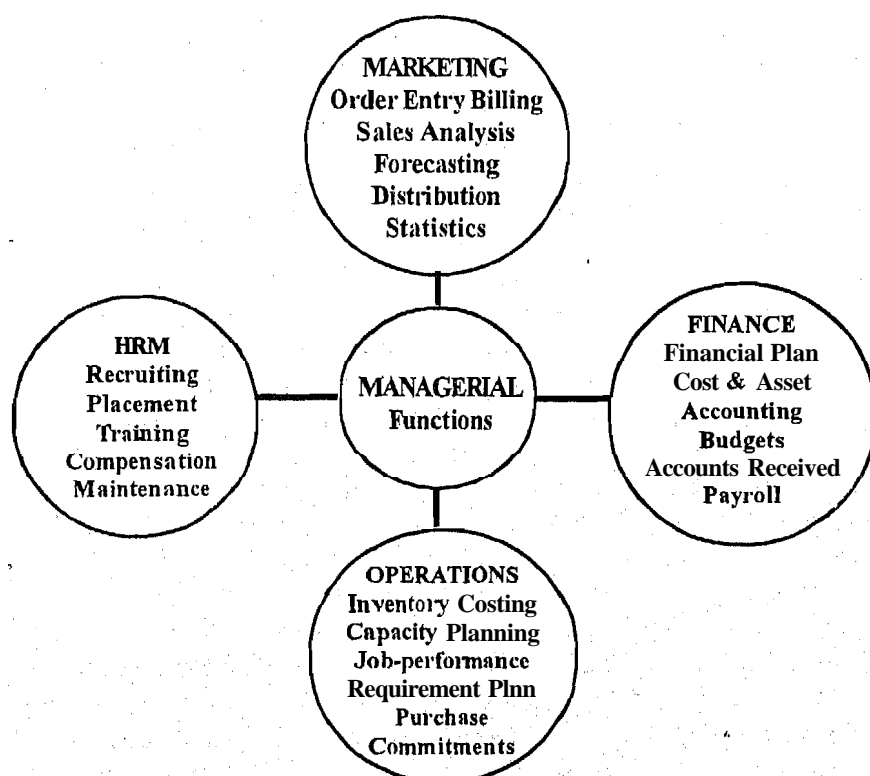 MARKETING
Order Entry Billing
Sales Analysis
Forecasting
Distribution
Statistics
HRM
Recruiting
Placement
Training
Compensation
Maintenance
MANAGERIAL
Functions
FINANCE
Financial Plan
Cost & Asset
Accounting
Budgets
Accounts Received
Payroll
OPERATIONS
Inventory Costing
Capacity Planning
Job-performance
Requirement Plnn
Purchase
Commitments